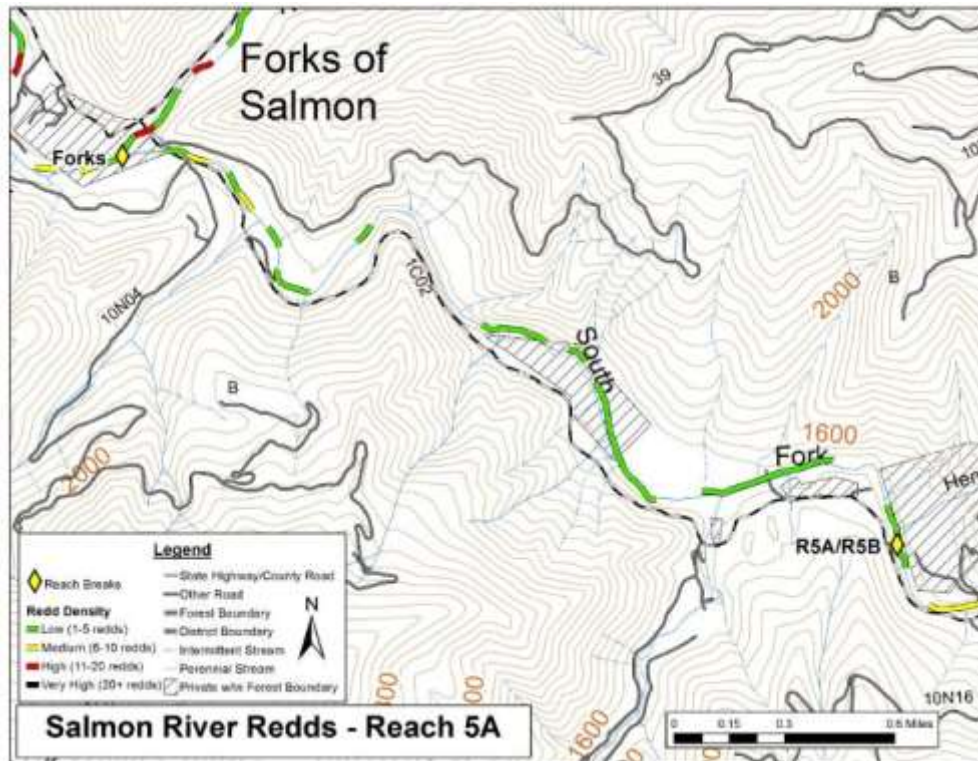 Forks of
Salmon
39
C
Forks
10N04
1C02
B
2000
B
South
2000
1600
Fork
R5A/R5B
Legend
Reach Breaks
Redd Density
Low (1-5 redds)
Medium (6-10 redds)
High (11-20 redds)
Very High (20+ redds)
State Highway/County Road
Other Road
Forest Boundary
District Boundary
Intermittent Stream
Perennial Stream
Private w/in Forest Boundary
N
1600
10N16
Salmon River Redds - Reach 5A
0 0.15 0.3 0.6 Miles